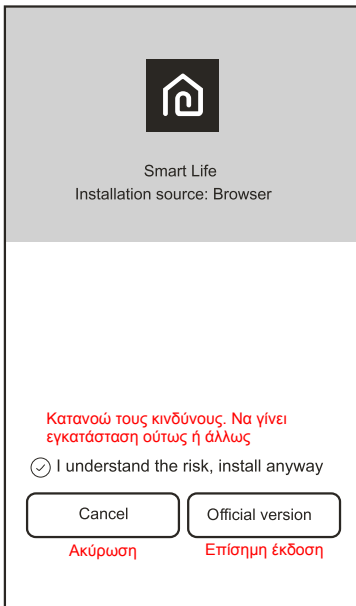 Smart Life
Installation source: Browser
Κατανοώ τους κινδύνους. Να γίνει
εγκατάσταση ούτως ή άλλως
I understand the risk, install anyway
Cancel
Official version
Ακύρωση
Επίσημη έκδοση